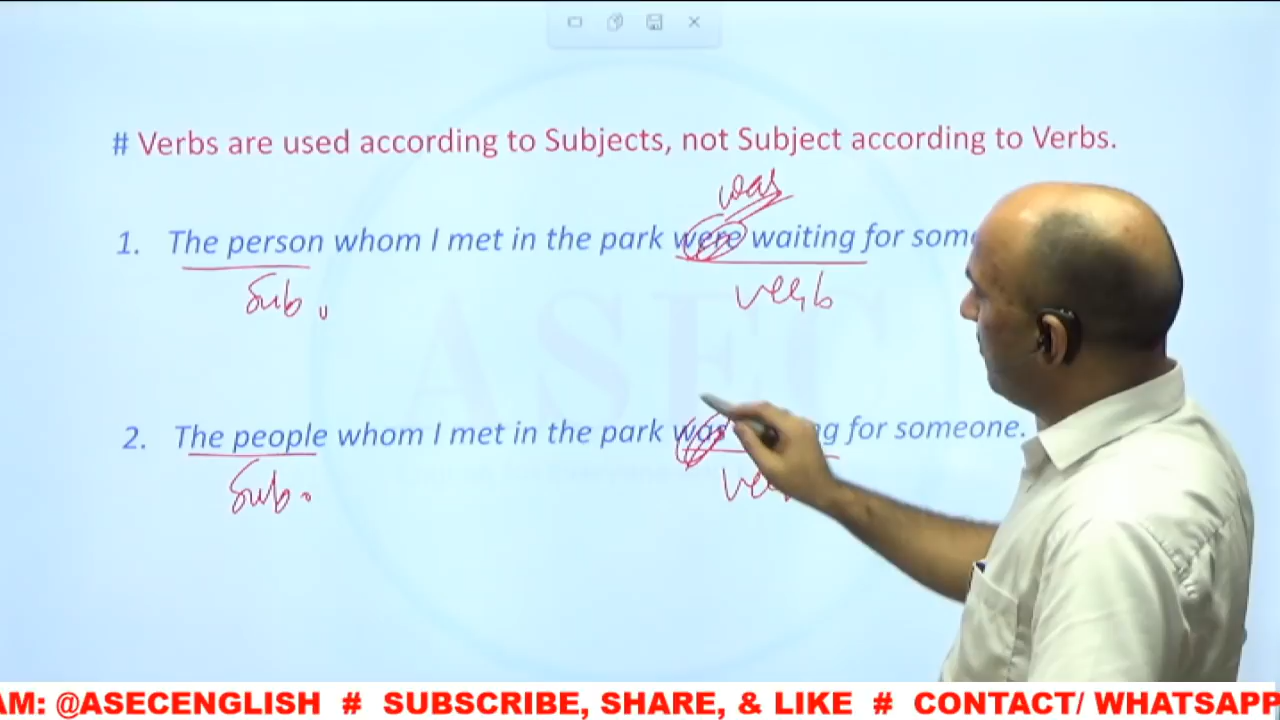 # Verbs are used according to Subjects, not Subject according to Verbs.
was
1. The person whom I met in the park were waiting for som
Sub.
verb
2. The people whom I met in the park was g for someone.
Sub.
ASEC
AM: @ASECENGLISH # SUBSCRIBE, SHARE, & LIKE # CONTACT/ WHATSAPP